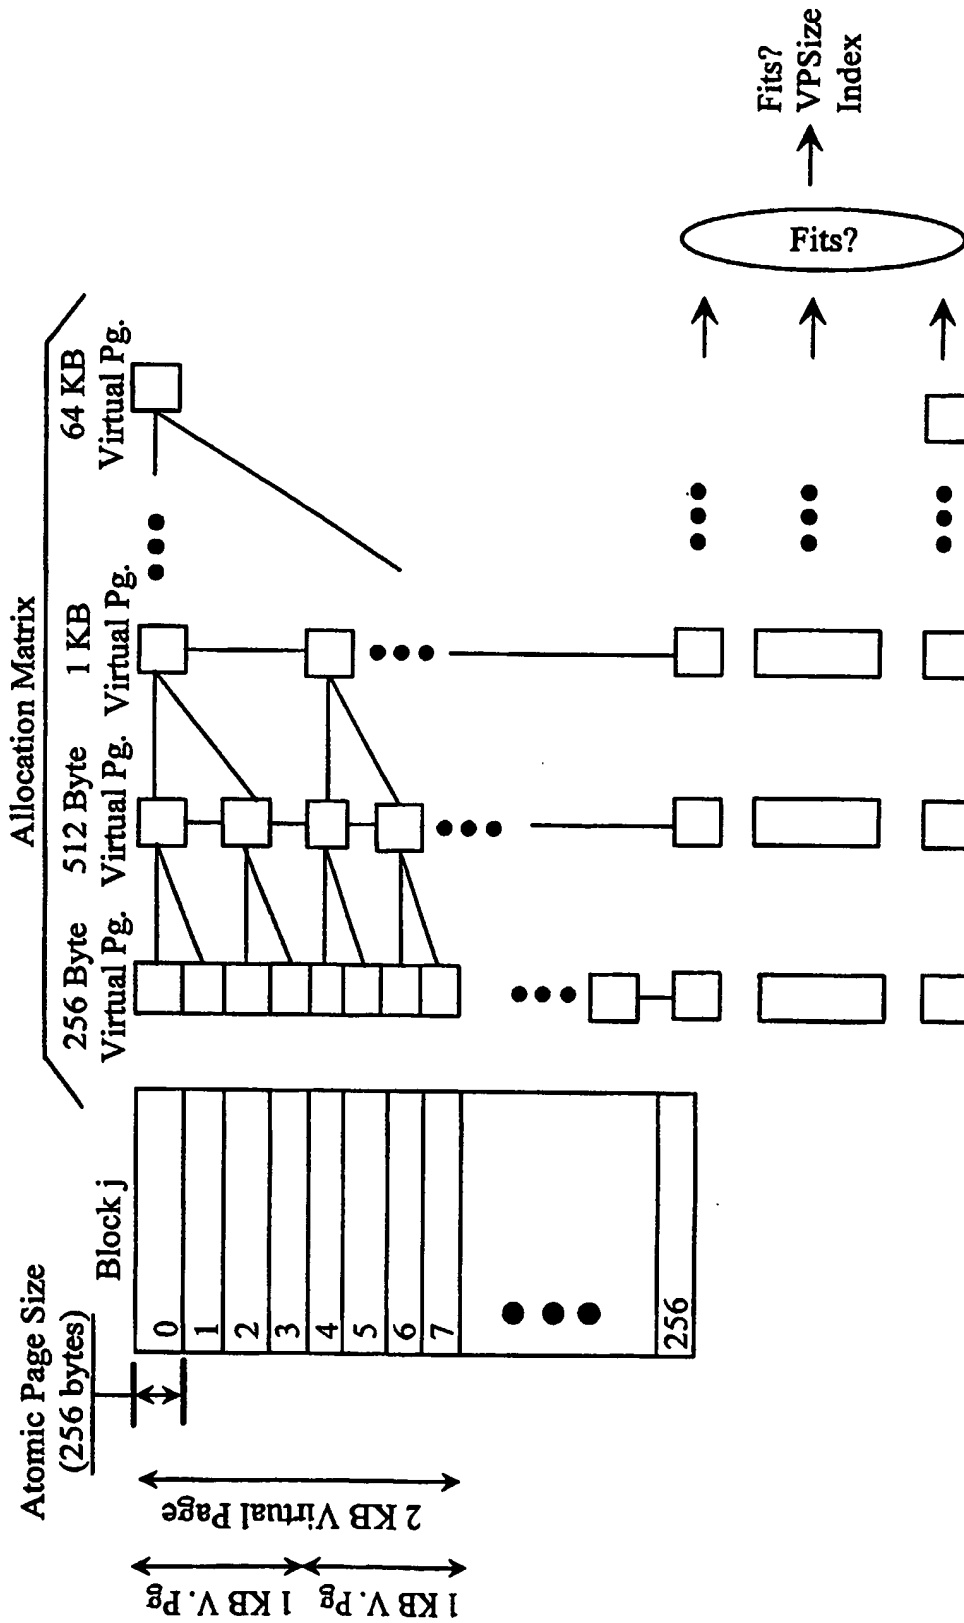 Allocation Matrix
256 Byte
Virtual Pg.
512 Byte
Virtual Pg.
1 KB
Virtual Pg.
64 KB
Virtual Pg.
Atomic Page Size
(256 bytes)
Block j
0
1
2
3
4
5
6
7
256
2 KB Virtual Page
1 KB V. Pg
1 KB V. Pg
Fits?
Fits?
VPSize
Index